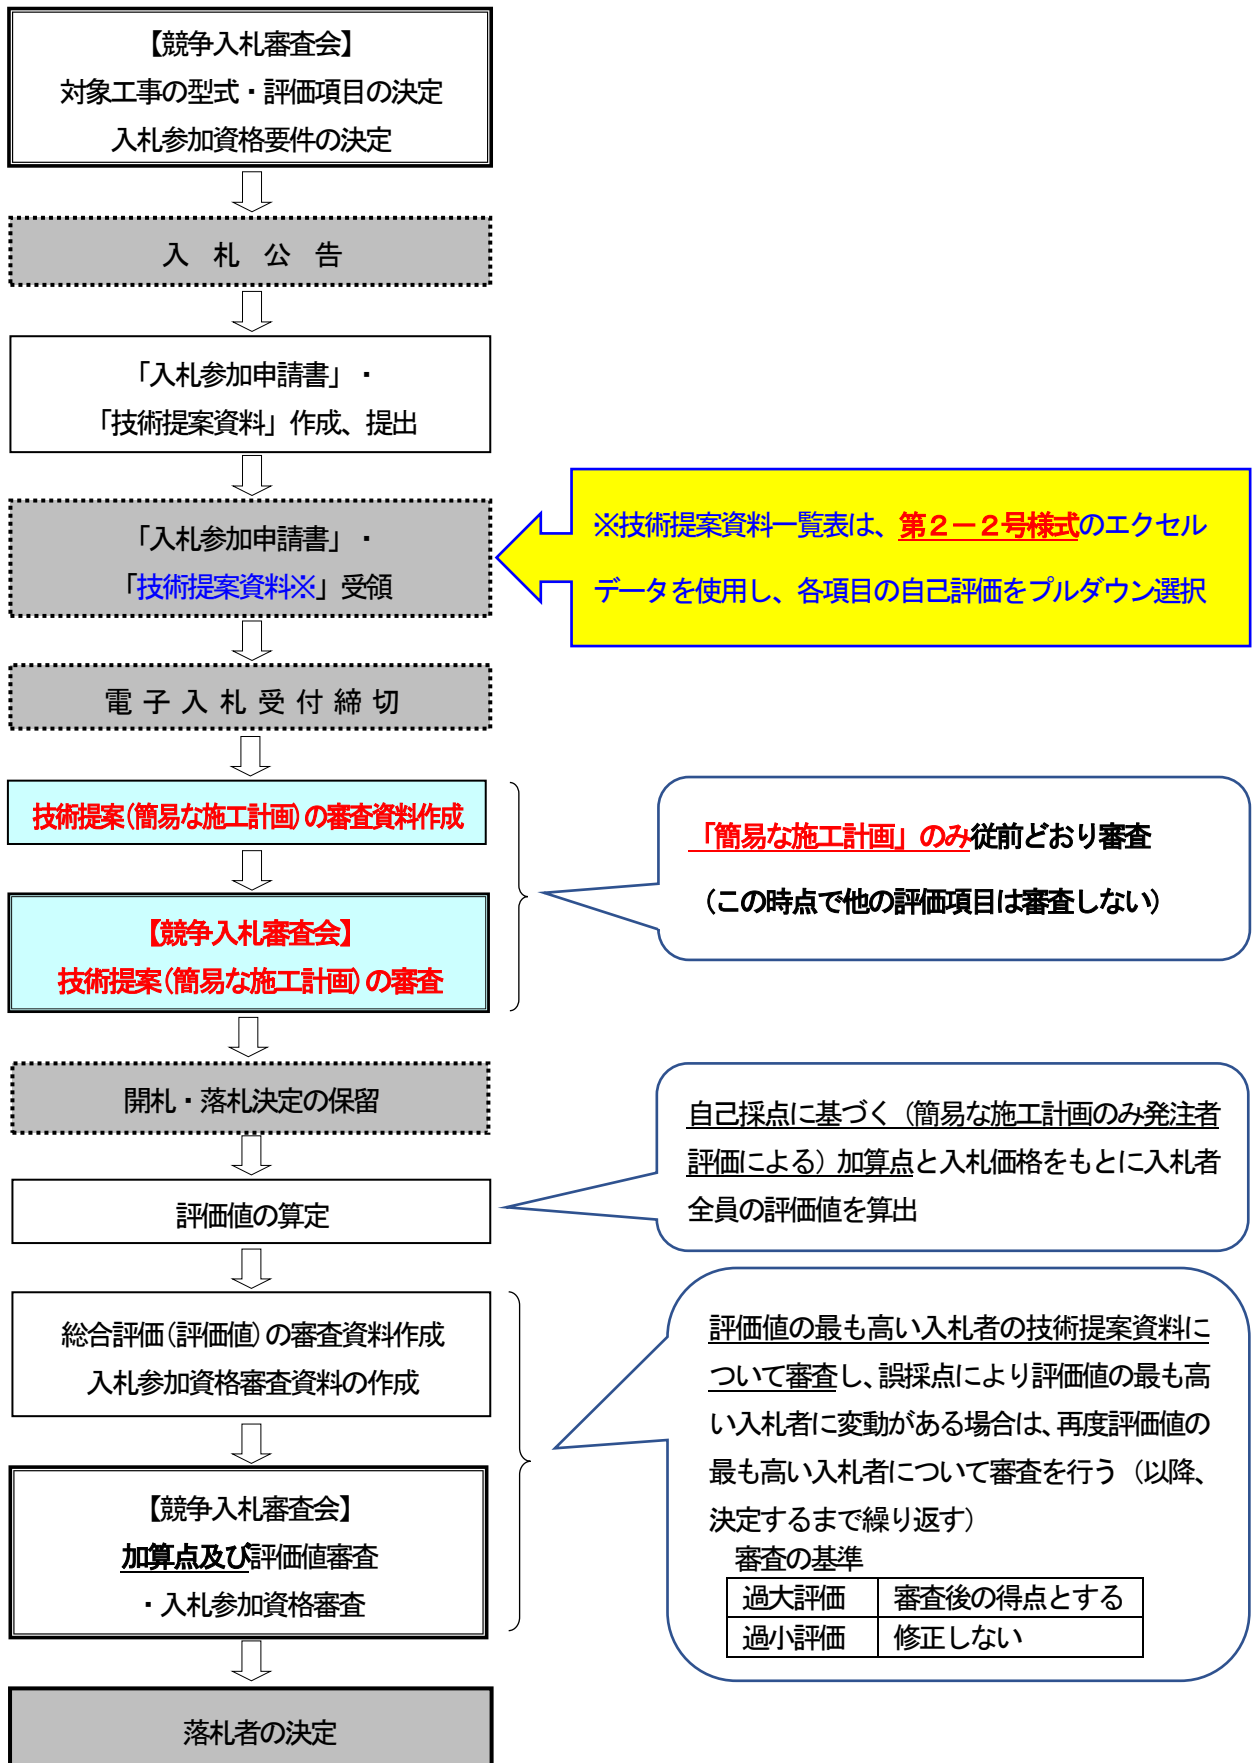 【競争入札審査会】
対象工事の型式・評価項目の決定
入札参加資格要件の決定
入 札 公 告
「入札参加申請書」・
「技術提案資料」作成、提出
「入札参加申請書」・
「技術提案資料※」受領
※技術提案資料一覧表は、第２－２号様式のエクセル
データを使用し、各項目の自己評価をプルダウン選択
電 子 入 札 受 付 締 切
技術提案(簡易な施工計画)の審査資料作成
【競争入札審査会】
技術提案(簡易な施工計画)の審査
「簡易な施工計画」のみ従前どおり審査
（この時点で他の評価項目は審査しない）
開札・落札決定の保留
評価値の算定
自己採点に基づく（簡易な施工計画のみ発注者
評価による）加算点と入札価格をもとに入札者
全員の評価値を算出
総合評価(評価値)の審査資料作成
入札参加資格審査資料の作成
【競争入札審査会】
加算点及び評価値審査
・入札参加資格審査
評価値の最も高い入札者の技術提案資料に
ついて審査し、誤採点により評価値の最も高
い入札者に変動がある場合は、再度評価値の
最も高い入札者について審査を行う（以降、
決定するまで繰り返す）
審査の基準
過大評価 審査後の得点とする
過小評価 修正しない
落札者の決定